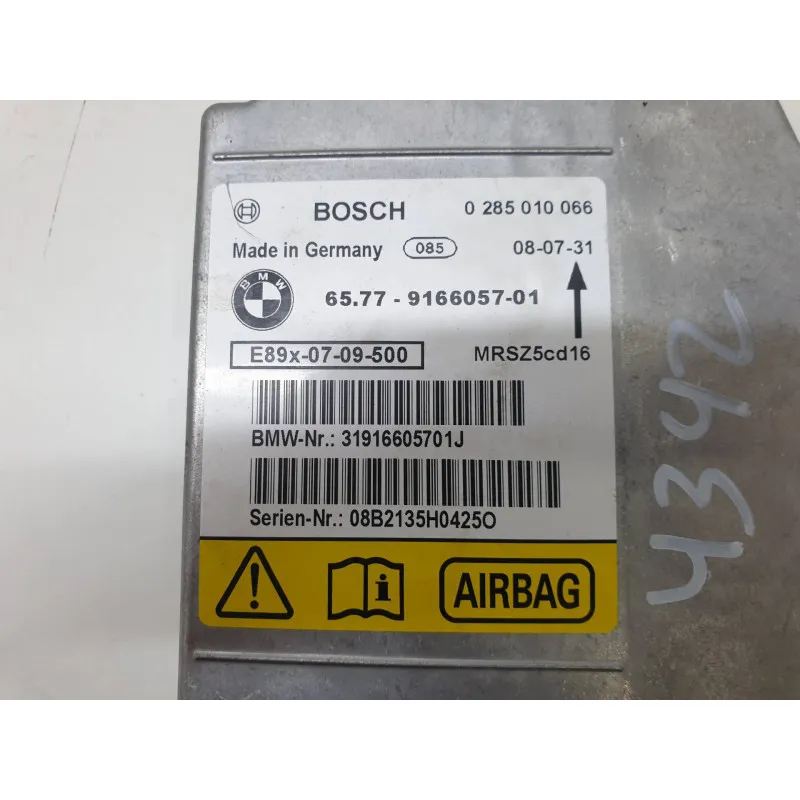 BOSCH 0 285 010 066
Made in Germany 085 08-07-31
BMW
65.77 - 9166057-01
E89x-07-09-500 MRSZ5cd16
BMW-Nr.: 31916605701J
Serien-Nr.: 08B2135H0425O
! i AIRBAG
4342